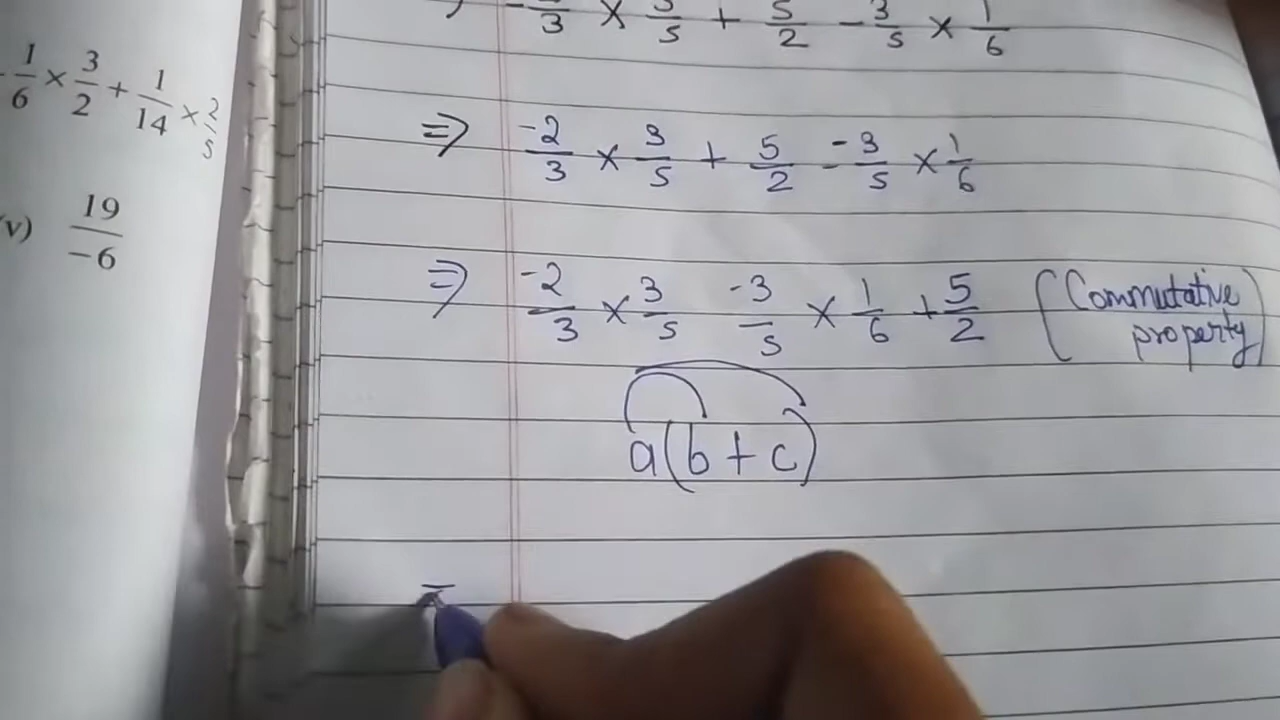 -2/3 × 3/5 + 5/2 - 3/5 × 1/6
- 1/6 × 3/2 + 1/14 × 2/5
⇒ -2/3 × 3/5 + 5/2 - -3/5 × 1/6
(v) 19/-6
⇒ -2/3 × 3/5 -3/5 × 1/6 + 5/2 (Commutative
property)
a(b + c)
=